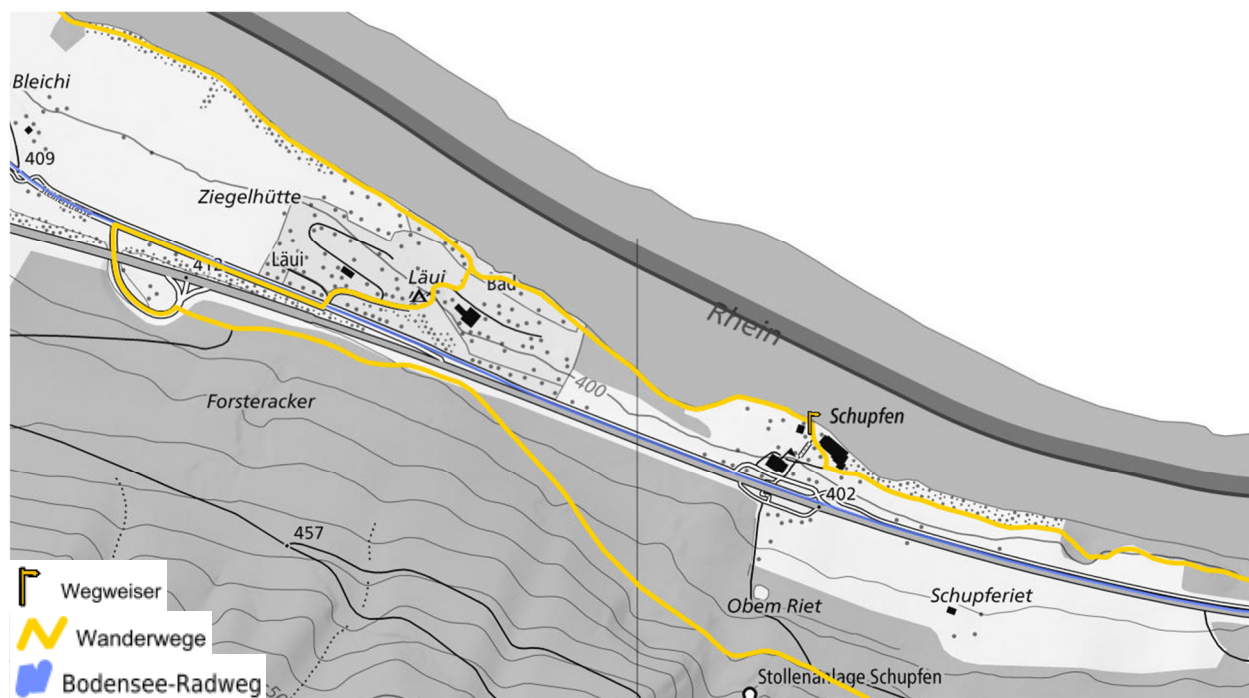 Bleichi
409
Ziegelhütte
Läui
Läui
412
Bad
Rhein
400
Schupfen
402
Forsteracker
457
Obem Riet
Schupferiet
Stollenanlage Schupfen
Wegweiser
Wanderwege
Bodensee-Radweg